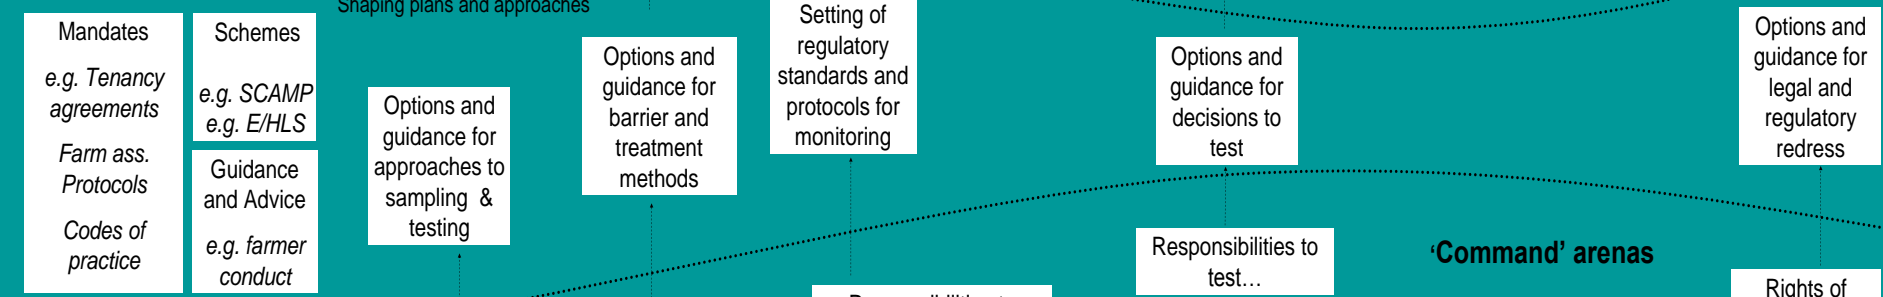 Shaping plans and approaches
Mandates
e.g. Tenancy
agreements
Farm ass.
Protocols
Codes of
practice
Schemes
e.g. SCAMP
e.g. E/HLS
Guidance
and Advice
e.g. farmer
conduct
Options and
guidance for
approaches to
sampling &
testing
Options and
guidance for
barrier and
treatment
methods
Setting of
regulatory
standards and
protocols for
monitoring
Options and
guidance for
decisions to
test
Responsibilities to
test…
‘Command’ arenas
Options and
guidance for
legal and
regulatory
redress
Rights of